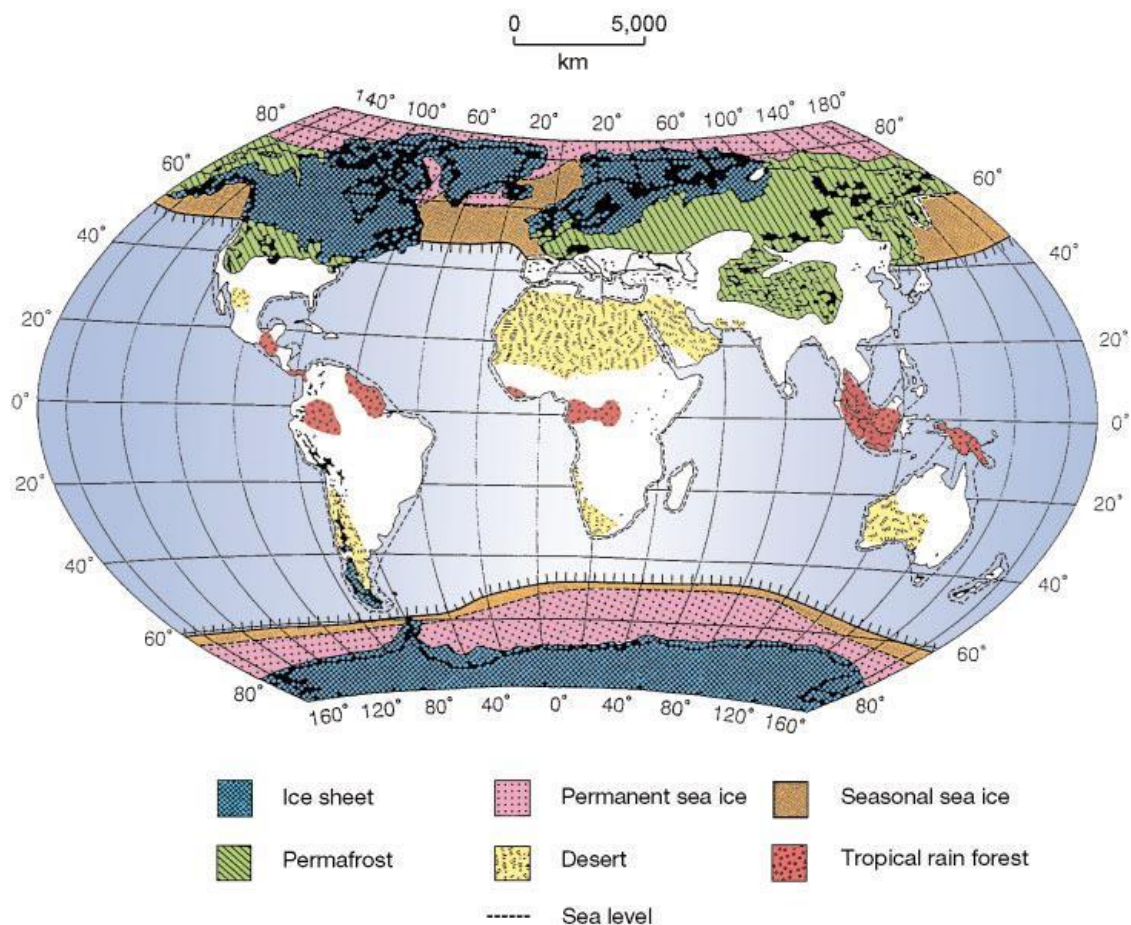 0 5,000
km
140° 100° 60° 20° 20° 60° 100° 140° 180°
80° 80°
60° 60°
40° 40°
20° 20°
0° 0°
20° 20°
40° 40°
60° 60°
80° 80°
160° 120° 80° 40° 0° 40° 80° 120° 160°
Ice sheet Permanent sea ice Seasonal sea ice
Permafrost Desert Tropical rain forest
Sea level